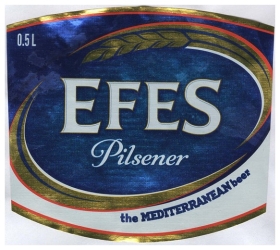 0.5 L
EFES
Pilsener
the MEDITERRANEAN beer